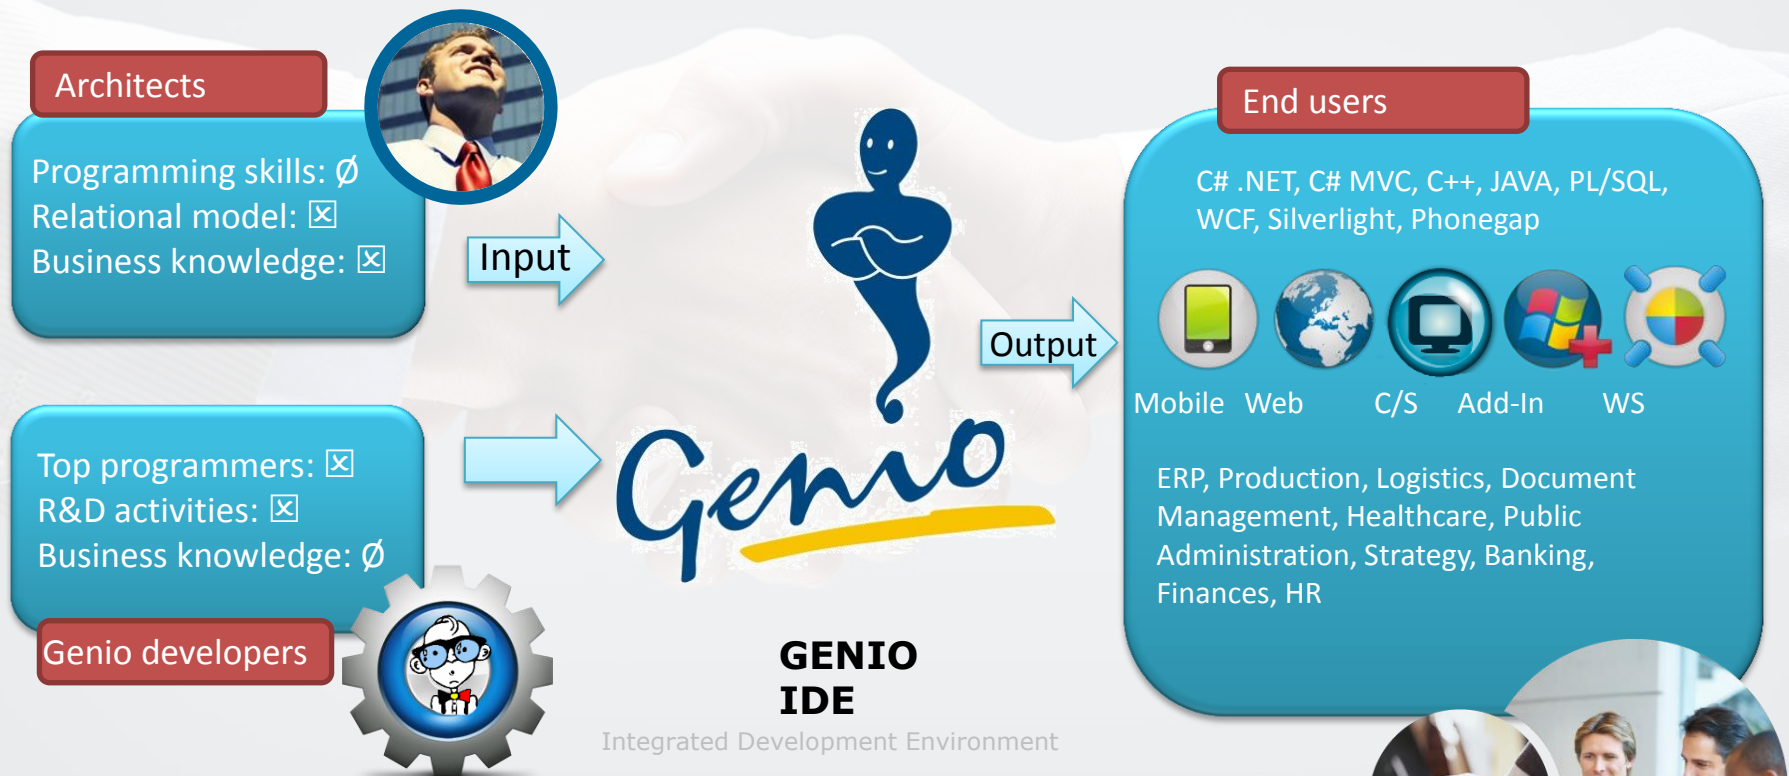 Architects
Programming skills: Ø
Relational model: ☒
Business knowledge: ☒
Input
Top programmers: ☒
R&D activities: ☒
Business knowledge: Ø
Genio developers
Genio
GENIO
IDE
Integrated Development Environment
Output
End users
C# .NET, C# MVC, C++, JAVA, PL/SQL,
WCF, Silverlight, Phonegap
Mobile Web C/S Add-In WS
ERP, Production, Logistics, Document
Management, Healthcare, Public
Administration, Strategy, Banking,
Finances, HR